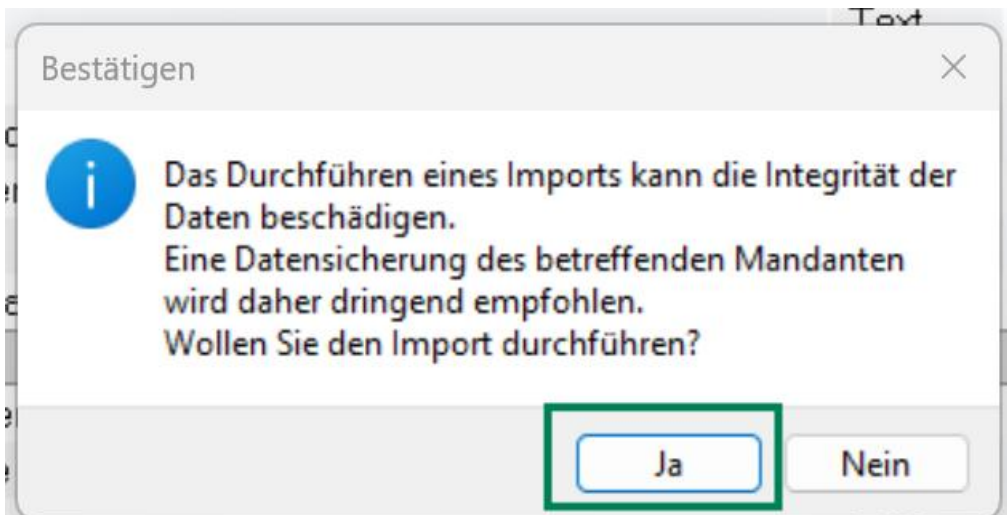 Text
Bestätigen
Das Durchführen eines Imports kann die Integrität der
Daten beschädigen.
Eine Datensicherung des betreffenden Mandanten
wird daher dringend empfohlen.
Wollen Sie den Import durchführen?
Ja
Nein